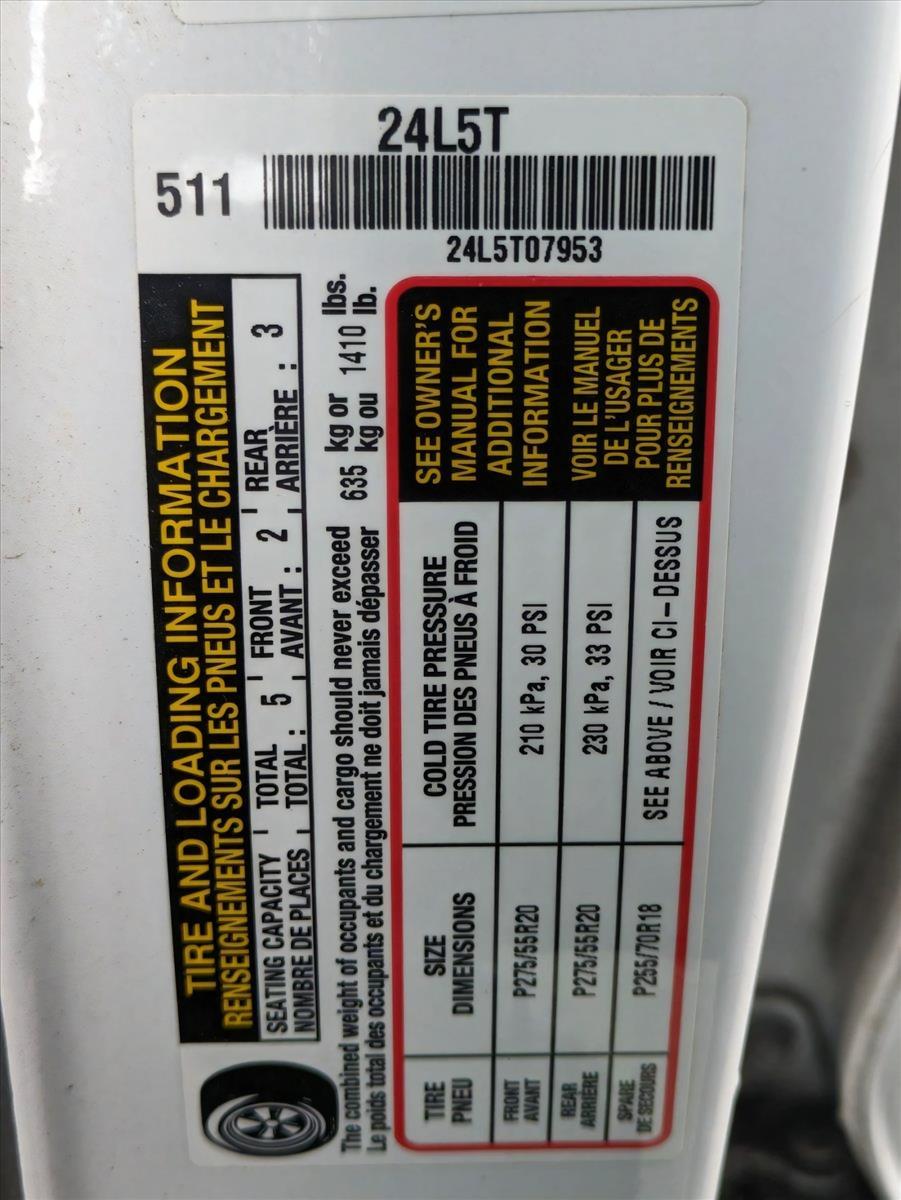 24L5T
511
24L5T07953
TIRE AND LOADING INFORMATION
RENSEIGNEMENTS SUR LES PNEUS ET LE CHARGEMENT
SEATING CAPACITY TOTAL FRONT REAR
NOMBRE DE PLACES TOTAL : 5 AVANT : 2 ARRIÈRE : 3
The combined weight of occupants and cargo should never exceed 635 kg or 1410 lbs.
Le poids total des occupants et du chargement ne doit jamais dépasser kg ou lb.
TIRE SIZE COLD TIRE PRESSURE
PNEU DIMENSIONS PRESSION DES PNEUS À FROID
FRONT P275/55R20 210 kPa, 30 PSI
AVANT
REAR P275/55R20 230 kPa, 33 PSI
ARRIÈRE
SPARE P255/70R18 SEE ABOVE / VOIR CI-DESSUS
DE SECOURS
SEE OWNER'S
MANUAL FOR
ADDITIONAL
INFORMATION
VOIR LE MANUEL
DE L'USAGER
POUR PLUS DE
RENSEIGNEMENTS